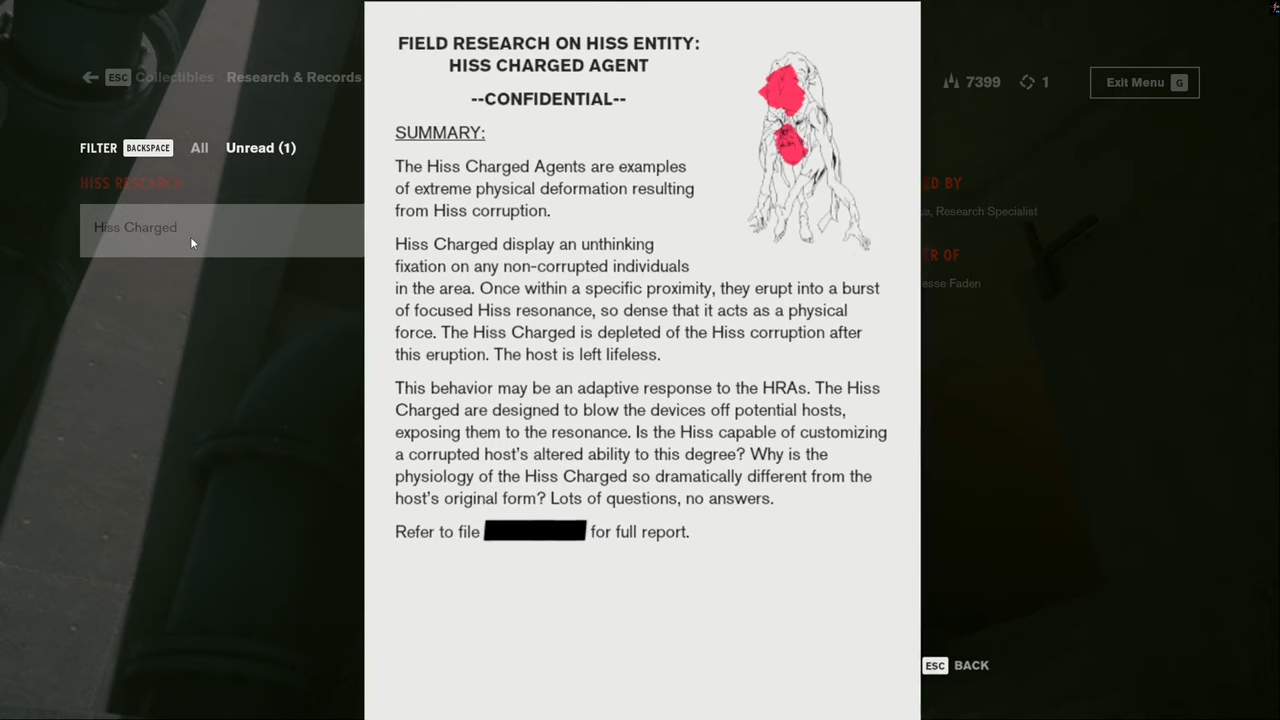 ESC Collectibles Research & Records
7399 1
Exit Menu G
FILTER BACKSPACE All Unread (1)
HISS RESEARCH
Hiss Charged
FIELD RESEARCH ON HISS ENTITY:
HISS CHARGED AGENT
--CONFIDENTIAL--
SUMMARY:
The Hiss Charged Agents are examples
of extreme physical deformation resulting
from Hiss corruption.
Hiss Charged display an unthinking
fixation on any non-corrupted individuals
in the area. Once within a specific proximity, they erupt into a burst
of focused Hiss resonance, so dense that it acts as a physical
force. The Hiss Charged is depleted of the Hiss corruption after
this eruption. The host is left lifeless.
This behavior may be an adaptive response to the HRAs. The Hiss
Charged are designed to blow the devices off potential hosts,
exposing them to the resonance. Is the Hiss capable of customizing
a corrupted host's altered ability to this degree? Why is the
physiology of the Hiss Charged so dramatically different from the
host's original form? Lots of questions, no answers.
Refer to file for full report.
BY
Research Specialist
OF
Faden
ESC BACK